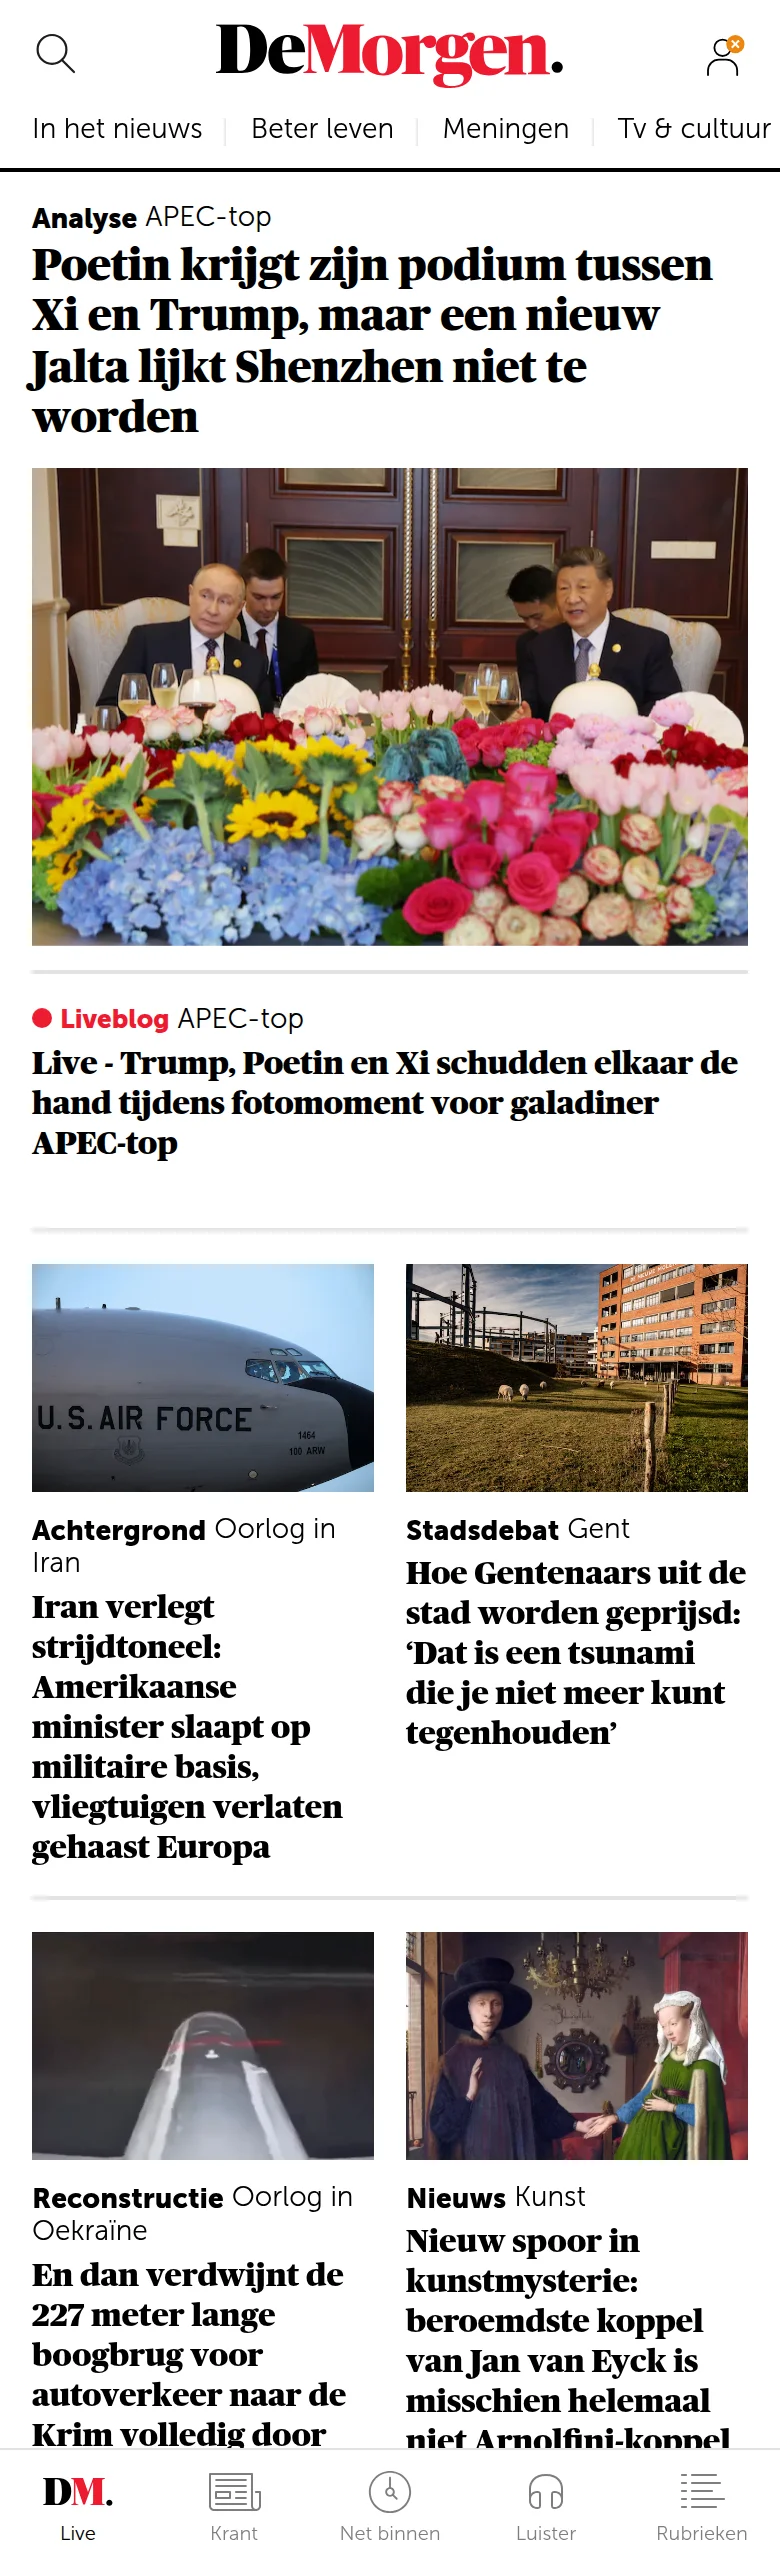 DeMorgen.
In het nieuws
Beter leven
Meningen
Tv & cultuur
Analyse APEC-top
Poetin krijgt zijn podium tussen
Xi en Trump, maar een nieuw
Jalta lijkt Shenzhen niet te
worden
Liveblog APEC-top
Live - Trump, Poetin en Xi schudden elkaar de
hand tijdens fotomoment voor galadiner
APEC-top
U.S. AIR FORCE
1464
100 ARW
Achtergrond Oorlog in
Iran
Iran verlegt
strijdtoneel:
Amerikaanse
minister slaapt op
militaire basis,
vliegtuigen verlaten
gehaast Europa
Stadsdebat Gent
Hoe Gentenaars uit de
stad worden geprijsd:
‘Dat is een tsunami
die je niet meer kunt
tegenhouden’
Reconstructie Oorlog in
Oekraïne
En dan verdwijnt de
227 meter lange
boogbrug voor
autoverkeer naar de
Krim volledig door
Nieuws Kunst
Nieuw spoor in
kunstmysterie:
beroemdste koppel
van Jan van Eyck is
misschien helemaal
niet Arnolfini-koppel
DM.
Live
Krant
Net binnen
Luister
Rubrieken